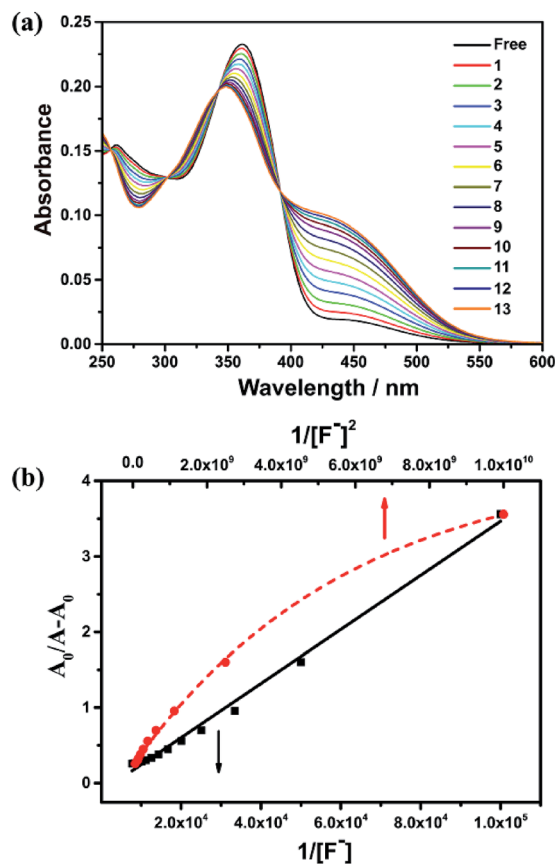 (a)
Absorbance
0.25
0.20
0.15
0.10
0.05
0.00
250 300 350 400 450 500 550 600
Wavelength / nm
Free
1
2
3
4
5
6
7
8
9
10
11
12
13
(b)
1/[F⁻]²
0.0 2.0x10⁹ 4.0x10⁹ 6.0x10⁹ 8.0x10⁹ 1.0x10¹⁰
A₀/A-A₀
4
3
2
1
0
2.0x10⁴ 4.0x10⁴ 6.0x10⁴ 8.0x10⁴ 1.0x10⁵
1/[F⁻]